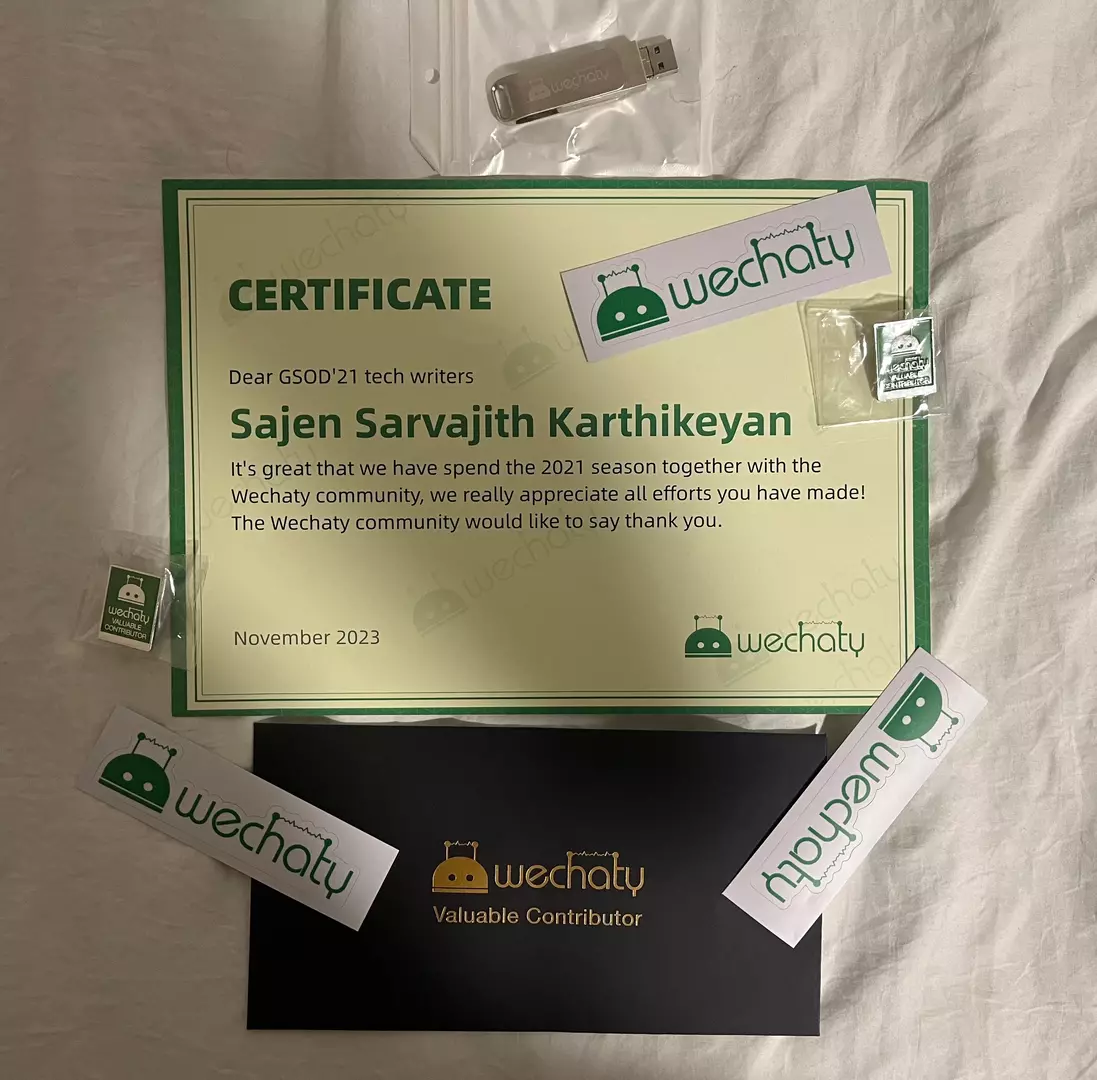 wechaty
wechaty
CERTIFICATE
wechaty
VALUABLE
CONTRIBUTOR
Dear GSOD'21 tech writers
Sajen Sarvajith Karthikeyan
It's great that we have spend the 2021 season together with the
Wechaty community, we really appreciate all efforts you have made!
The Wechaty community would like to say thank you.
wechaty
VALUABLE
CONTRIBUTOR
November 2023
wechaty
wechaty
wechaty
wechaty
Valuable Contributor